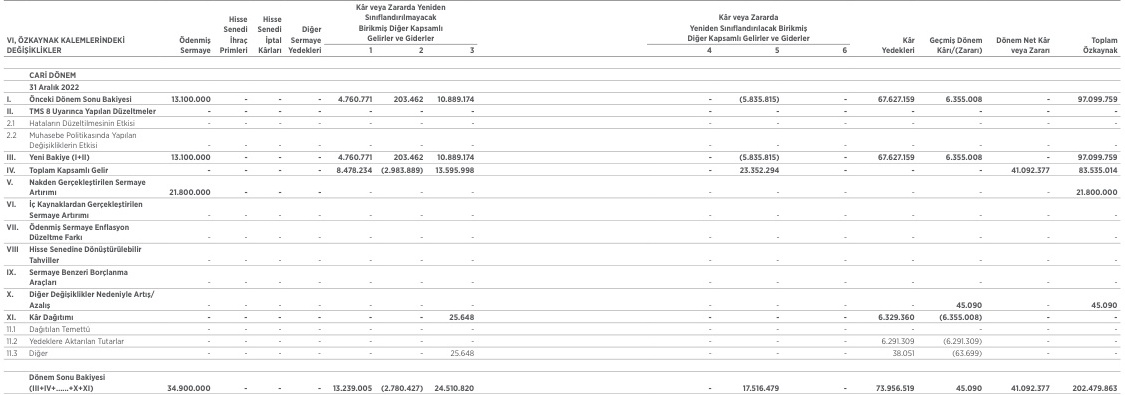 VI, ÖZKAYNAK KALEMLERİNDEKİ DEĞİŞİKLİKLER Ödenmiş Sermaye Hisse Senedi İhraç Primleri Hisse Senedi İptal Kârları Diğer Sermaye Yedekleri Kâr veya Zararda Yeniden Sınıflandırılmayacak Birikmiş Diğer Kapsamlı Gelirler ve Giderler 1 2 3 Kâr veya Zararda Yeniden Sınıflandırılacak Birikmiş Diğer Kapsamlı Gelirler ve Giderler 4 5 6 Kâr Yedekleri Geçmiş Dönem Kârı/(Zararı) Dönem Net Kâr veya Zararı Toplam Özkaynak
CARİ DÖNEM
31 Aralık 2022
I. Önceki Dönem Sonu Bakiyesi 13.100.000 - - - 4.760.771 203.462 10.889.174 - (5.835.815) - 67.627.159 6.355.008 - 97.099.759
II. TMS 8 Uyarınca Yapılan Düzeltmeler - - - - - - - - - - - - - -
2.1 Hataların Düzeltilmesinin Etkisi - - - - - - - - - - - - - -
2.2 Muhasebe Politikasında Yapılan
Değişikliklerin Etkisi - - - - - - - - - - - - - -
III. Yeni Bakiye (I+II) 13.100.000 - - - 4.760.771 203.462 10.889.174 - (5.835.815) - 67.627.159 6.355.008 - 97.099.759
IV. Toplam Kapsamlı Gelir - - - - 8.478.234 (2.983.889) 13.595.998 - 23.352.294 - - - 41.092.377 83.535.014
V. Nakden Gerçekleştirilen Sermaye
Artırımı 21.800.000 - - - - - - - - - - - - 21.800.000
VI. İç Kaynaklardan Gerçekleştirilen
Sermaye Artırımı - - - - - - - - - - - - - -
VII. Ödenmiş Sermaye Enflasyon
Düzeltme Farkı - - - - - - - - - - - - - -
VIII Hisse Senedine Dönüştürülebilir
Tahviller - - - - - - - - - - - - - -
IX. Sermaye Benzeri Borçlanma
Araçları - - - - - - - - - - - - - -
X. Diğer Değişiklikler Nedeniyle Artış/
Azalış - - - - - - - - - - - 45.090 - 45.090
XI. Kâr Dağıtımı - - - - - - 25.648 - - - 6.329.360 (6.355.008) - -
11.1 Dağıtılan Temettü - - - - - - - - - - - - - -
11.2 Yedeklere Aktarılan Tutarlar - - - - - - - - - - 6.291.309 (6.291.309) - -
11.3 Diğer - - - - - - 25.648 - - - 38.051 (63.699) - -
Dönem Sonu Bakiyesi
(III+IV+......+X+XI) 34.900.000 - - - 13.239.005 (2.780.427) 24.510.820 - 17.516.479 - 73.956.519 45.090 41.092.377 202.479.863